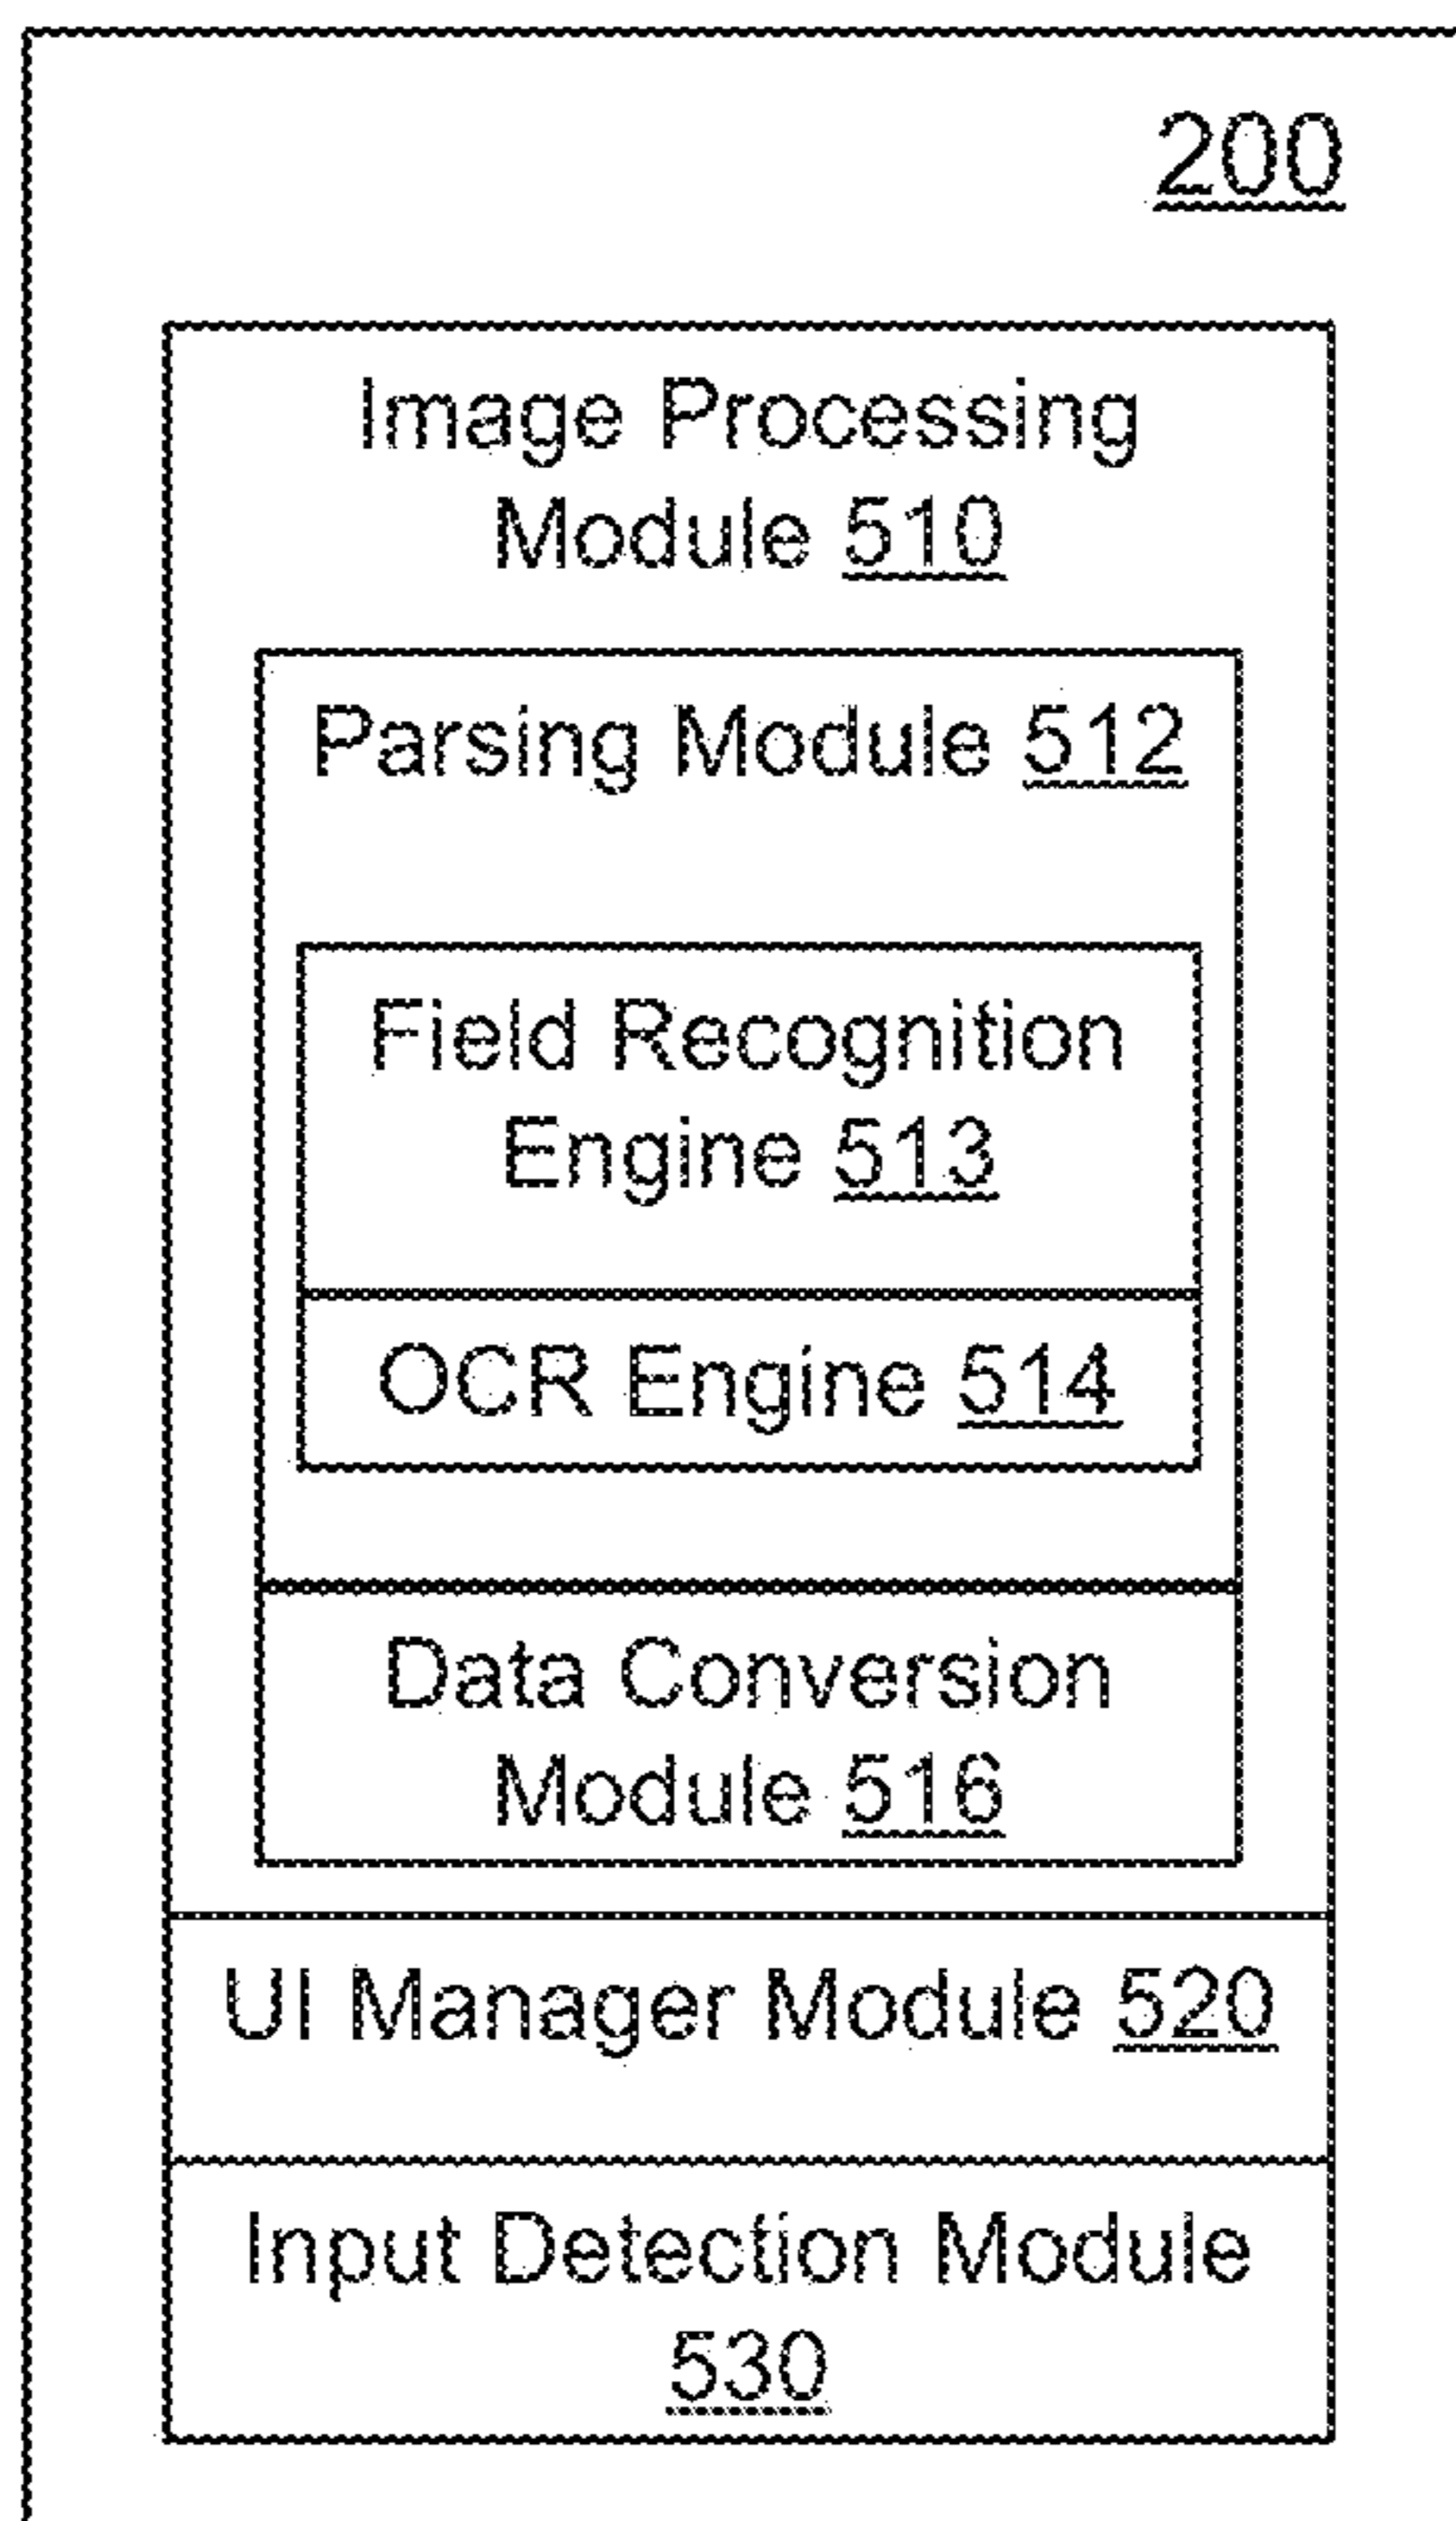 200
Image Processing
Module 510
Parsing Module 512
Field Recognition
Engine 513
OCR Engine 514
Data Conversion
Module 516
UI Manager Module 520
Input Detection Module
530